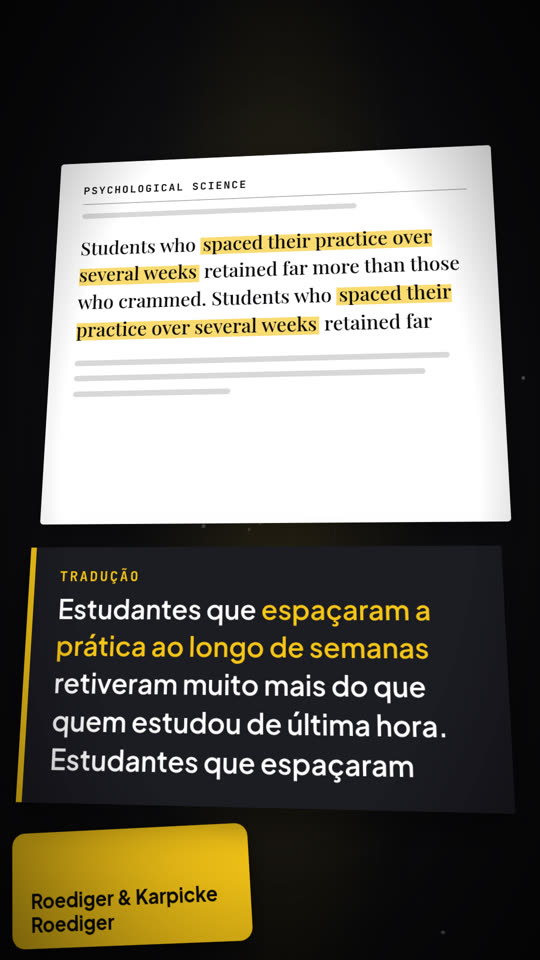 PSYCHOLOGICAL SCIENCE
Students who spaced their practice over
several weeks retained far more than those
who crammed. Students who spaced their
practice over several weeks retained far
TRADUÇÃO
Estudantes que espaçaram a
prática ao longo de semanas
retiveram muito mais do que
quem estudou de última hora.
Estudantes que espaçaram
Roediger & Karpicke
Roediger